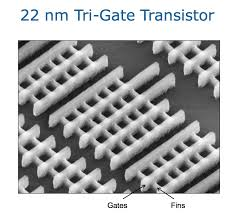 22 nm Tri-Gate Transistor
Gates
Fins